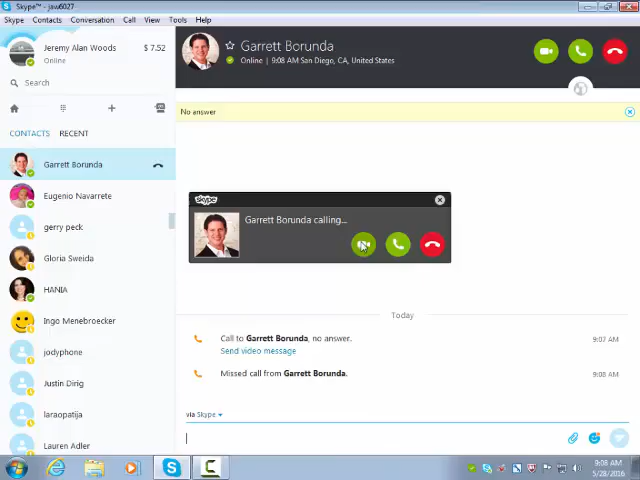 Skype™ - jaw6027
Skype Contacts Conversation Call View Tools Help
Jeremy Alan Woods $ 7.52
Online
Search
CONTACTS RECENT
Garrett Borunda
Eugenio Navarrete
gerry peck
Gloria Sweida
HANIA
Ingo Menebroecker
jodyphone
Justin Dirig
laraopatija
Lauren Adler
Garrett Borunda
Online | 9:08 AM San Diego, CA, United States
No answer
skype
Garrett Borunda calling...
Today
Call to Garrett Borunda, no answer. 9:07 AM
Send video message
Missed call from Garrett Borunda. 9:08 AM
via Skype
9:08 AM
5/28/2016